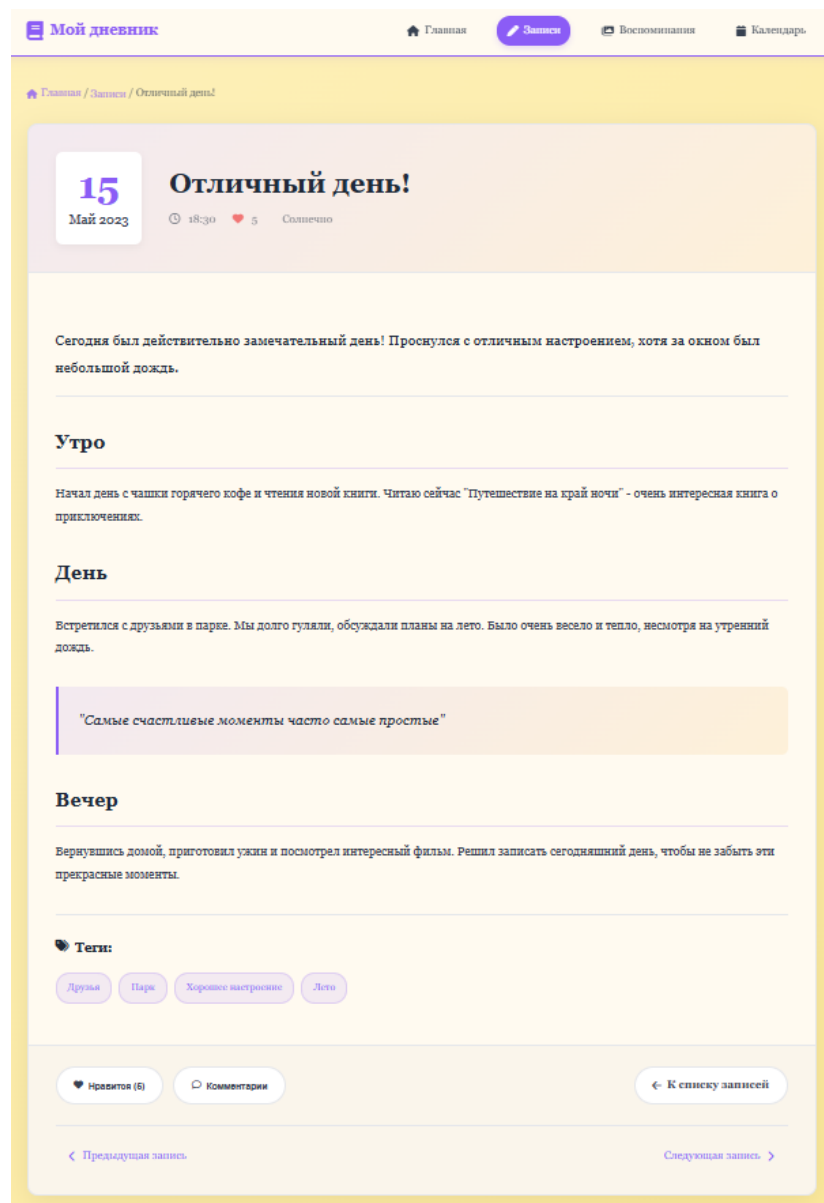 Мой дневник
Главная
Записи
Воспоминания
Календарь
Главная / Записи / Отличный день!
15
Май 2023
Отличный день!
18:30 5 Солнечно
Сегодня был действительно замечательный день! Проснулся с отличным настроением, хотя за окном был
небольшой дождь.
Утро
Начал день с чашки горячего кофе и чтения новой книги. Читаю сейчас "Путешествие на край ночи" - очень интересная книга о
приключениях.
День
Встретился с друзьями в парке. Мы долго гуляли, обсуждали планы на лето. Было очень весело и тепло, несмотря на утренний
дождь.
"Самые счастливые моменты часто самые простые"
Вечер
Вернувшись домой, приготовил ужин и посмотрел интересный фильм. Решил записать сегодняшний день, чтобы не забыть эти
прекрасные моменты.
Теги:
Друзья
Парк
Хорошее настроение
Лето
Нравится (5)
Комментарии
← К списку записей
Предыдущая запись
Следующая запись